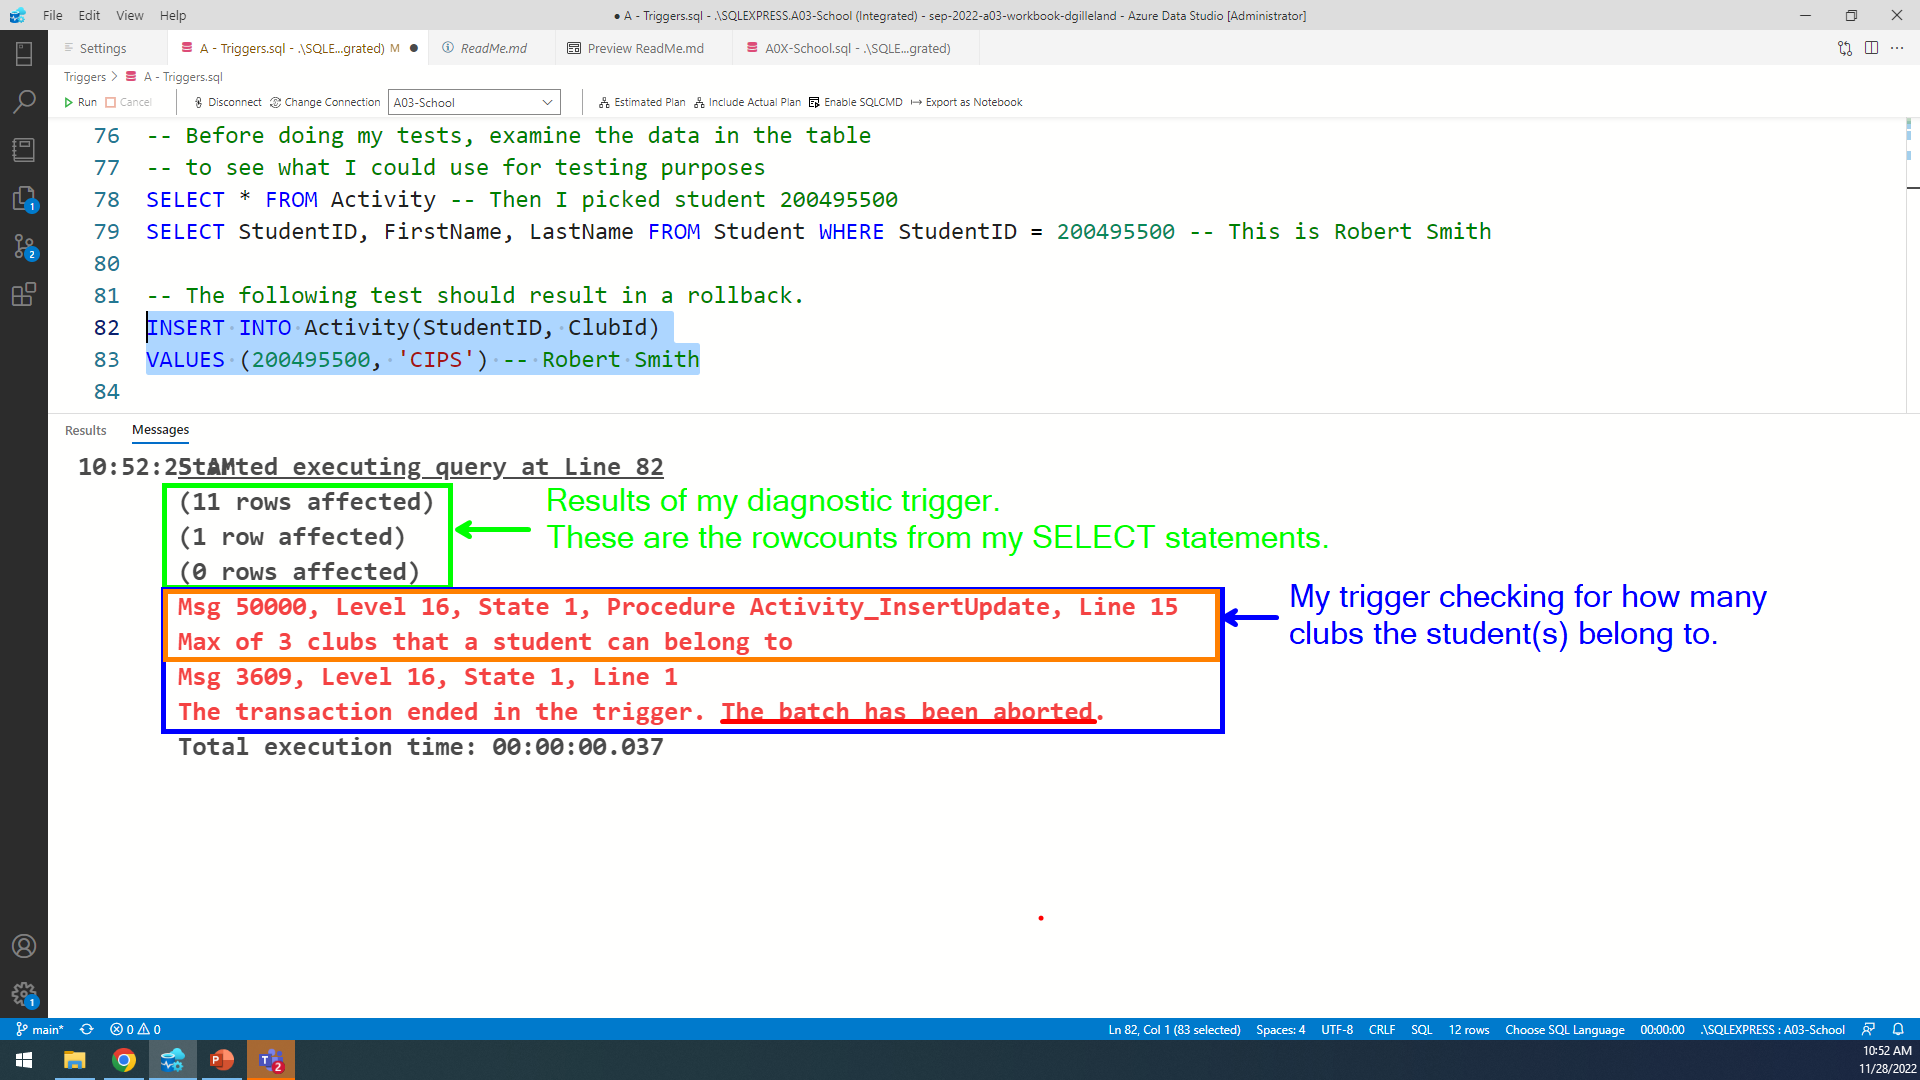 File Edit View Help
● A - Triggers.sql - .\SQLEXPRESS.A03-School (Integrated) - sep-2022-a03-workbook-dgilleland - Azure Data Studio [Administrator]
Settings
A - Triggers.sql - .\SQLE...grated) M ●
ReadMe.md
Preview ReadMe.md
A0X-School.sql - .\SQLE...grated)
Triggers > A - Triggers.sql
Run Cancel Disconnect Change Connection A03-School Estimated Plan Include Actual Plan Enable SQLCMD Export as Notebook
76 -- Before doing my tests, examine the data in the table
77 -- to see what I could use for testing purposes
78 SELECT * FROM Activity -- Then I picked student 200495500
79 SELECT StudentID, FirstName, LastName FROM Student WHERE StudentID = 200495500 -- This is Robert Smith
80
81 -- The following test should result in a rollback.
82 INSERT INTO Activity(StudentID, ClubId)
83 VALUES (200495500, 'CIPS') -- Robert Smith
84
Results Messages
10:52:25 AM Started executing query at Line 82
(11 rows affected)
(1 row affected)
(0 rows affected)
Results of my diagnostic trigger.
These are the rowcounts from my SELECT statements.
Msg 50000, Level 16, State 1, Procedure Activity_InsertUpdate, Line 15
Max of 3 clubs that a student can belong to
My trigger checking for how many
clubs the student(s) belong to.
Msg 3609, Level 16, State 1, Line 1
The transaction ended in the trigger. The batch has been aborted.
Total execution time: 00:00:00.037
1
2
1
main* 0 0 Ln 82, Col 1 (83 selected) Spaces: 4 UTF-8 CRLF SQL 12 rows Choose SQL Language 00:00:00 .\SQLEXPRESS : A03-School
2
10:52 AM
11/28/2022